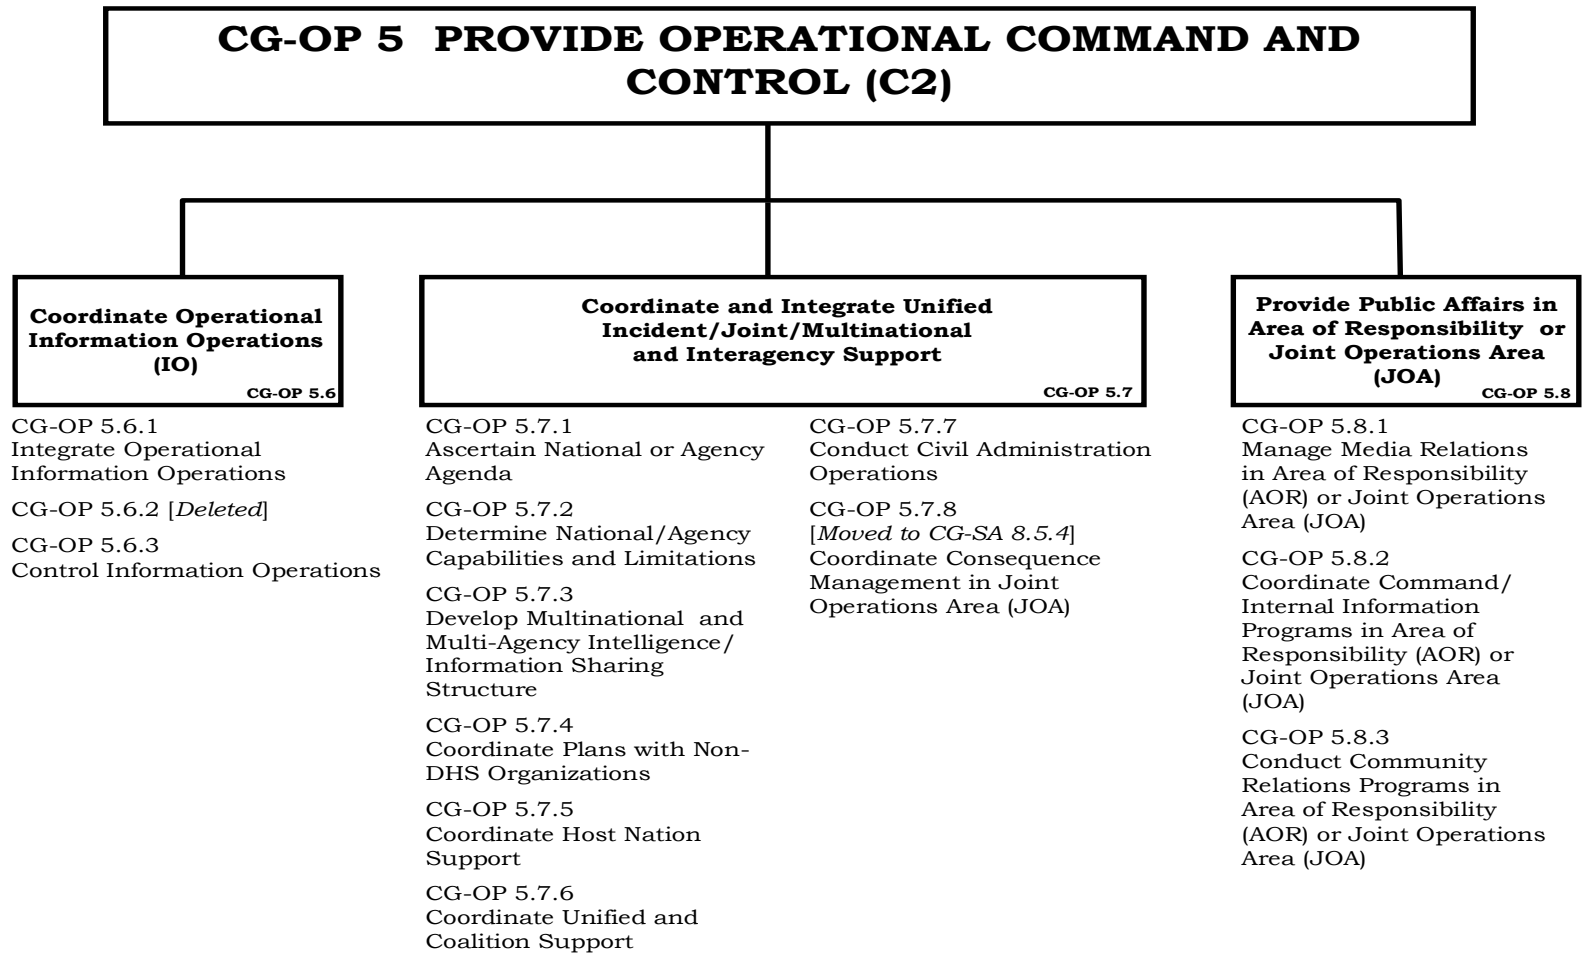 CG-OP 5  PROVIDE OPERATIONAL COMMAND AND
CONTROL (C2)
Coordinate Operational
Information Operations
(IO)
CG-OP 5.6
CG-OP 5.6.1
Integrate Operational
Information Operations
CG-OP 5.6.2 [Deleted]
CG-OP 5.6.3
Control Information Operations
Coordinate and Integrate Unified
Incident/Joint/Multinational
and Interagency Support
CG-OP 5.7
CG-OP 5.7.1
Ascertain National or Agency
Agenda
CG-OP 5.7.2
Determine National/Agency
Capabilities and Limitations
CG-OP 5.7.3
Develop Multinational  and
Multi-Agency Intelligence/
Information Sharing
Structure
CG-OP 5.7.4
Coordinate Plans with Non-
DHS Organizations
CG-OP 5.7.5
Coordinate Host Nation
Support
CG-OP 5.7.6
Coordinate Unified and
Coalition Support
CG-OP 5.7.7
Conduct Civil Administration
Operations
CG-OP 5.7.8
[Moved to CG-SA 8.5.4]
Coordinate Consequence
Management in Joint
Operations Area (JOA)
Provide Public Affairs in
Area of Responsibility  or
Joint Operations Area
(JOA)
CG-OP 5.8
CG-OP 5.8.1
Manage Media Relations
in Area of Responsibility
(AOR) or Joint Operations
Area (JOA)
CG-OP 5.8.2
Coordinate Command/
Internal Information
Programs in Area of
Responsibility (AOR) or
Joint Operations Area
(JOA)
CG-OP 5.8.3
Conduct Community
Relations Programs in
Area of Responsibility
(AOR) or Joint Operations
Area (JOA)